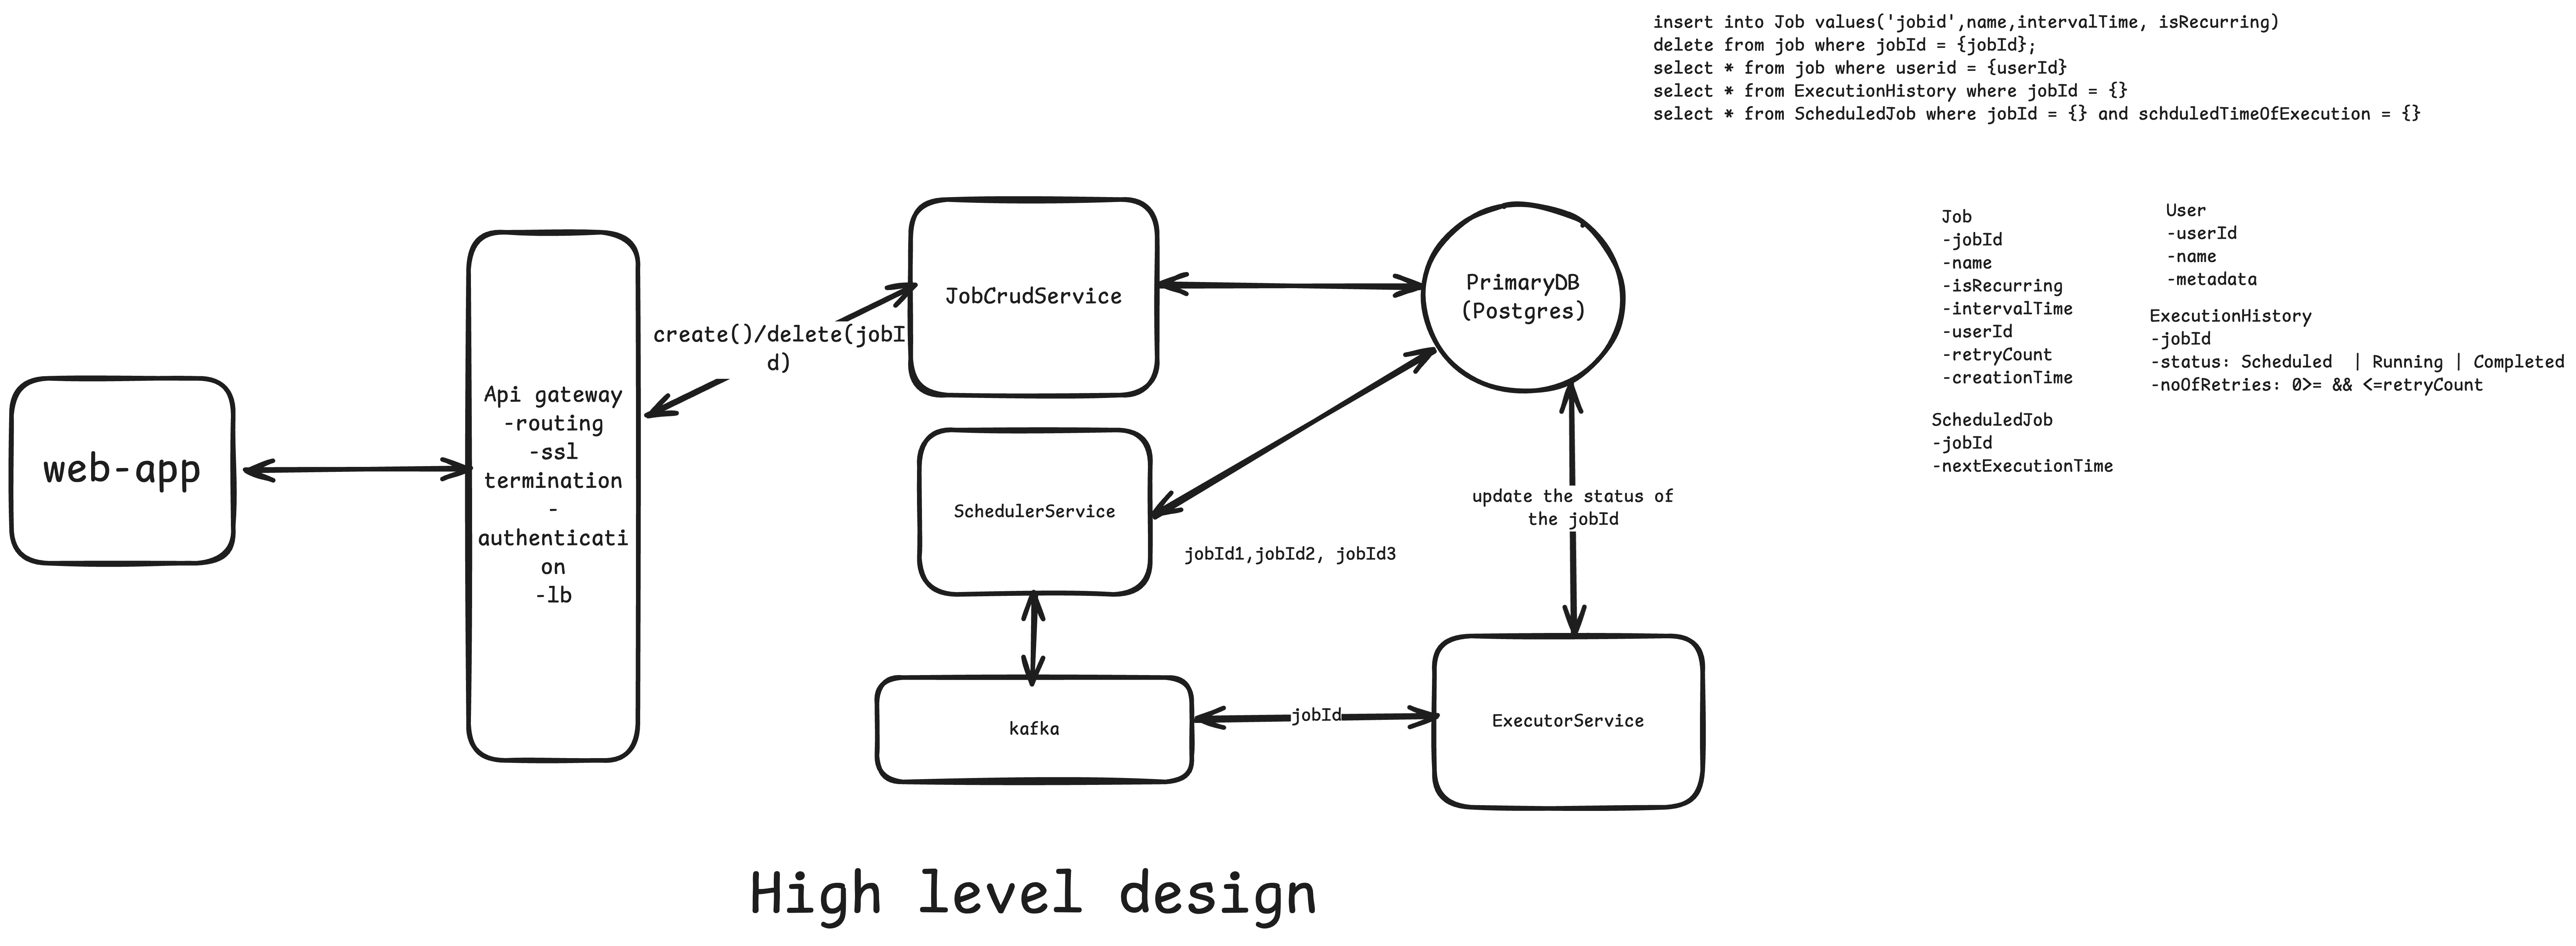 insert into Job values('jobid',name,intervalTime, isRecurring)
delete from job where jobId = {jobId};
select * from job where userid = {userId}
select * from ExecutionHistory where jobId = {}
select * from ScheduledJob where jobId = {} and schduledTimeOfExecution = {}
web-app
Api gateway
-routing
-ssl
termination
-
authenticati
on
-lb
create()/delete(jobI
d)
JobCrudService
PrimaryDB
(Postgres)
SchedulerService
jobId1,jobId2, jobId3
update the status of
the jobId
kafka
jobId
ExecutorService
Job
-jobId
-name
-isRecurring
-intervalTime
-userId
-retryCount
-creationTime
User
-userId
-name
-metadata
ExecutionHistory
-jobId
-status: Scheduled  | Running | Completed
-noOfRetries: 0>= && <=retryCount
ScheduledJob
-jobId
-nextExecutionTime
High level design